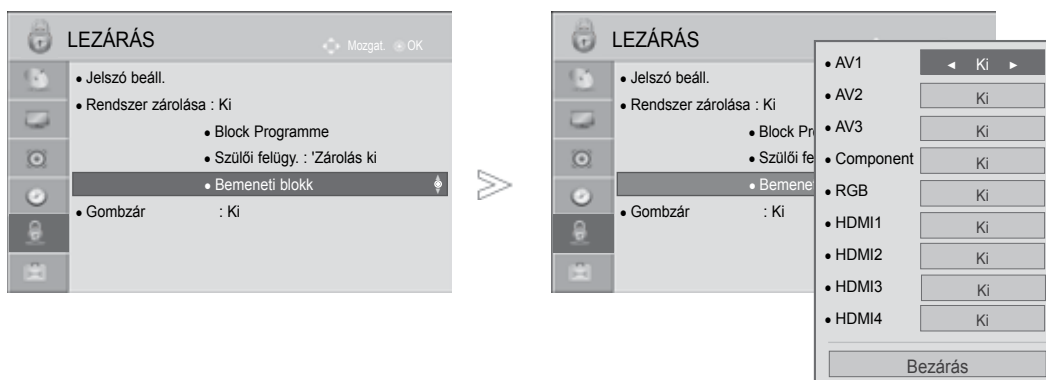 LEZÁRÁS
Mozgat. OK
• Jelszó beáll.
• Rendszer zárolása : Ki
• Block Programme
• Szülői felügy. : 'Zárolás ki
• Bemeneti blokk
• Gombzár : Ki
LEZÁRÁS
• Jelszó beáll.
• Rendszer zárolása : Ki
• Block Pr
• Szülői fe
• Bemene
• Gombzár : Ki
• AV1 ◄ Ki ►
• AV2 Ki
• AV3 Ki
• Component Ki
• RGB Ki
• HDMI1 Ki
• HDMI2 Ki
• HDMI3 Ki
• HDMI4 Ki
Bezárás